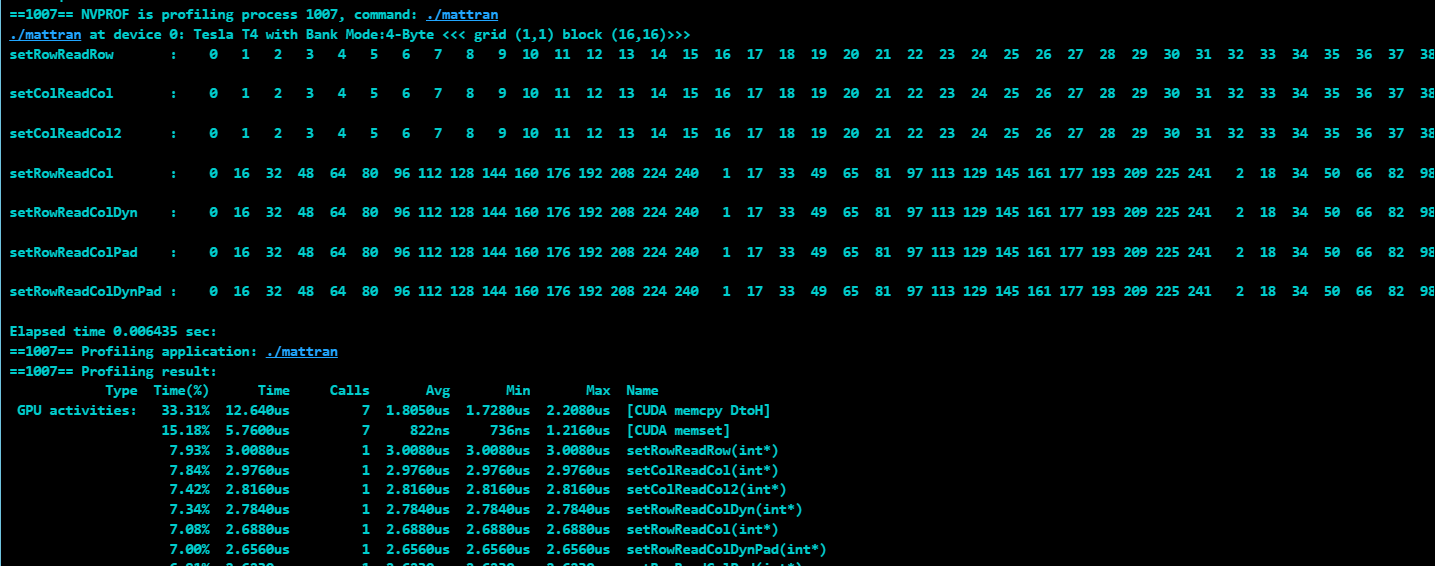 ==1007== NVPROF is profiling process 1007, command: ./mattran
./mattran at device 0: Tesla T4 with Bank Mode:4-Byte <<< grid (1,1) block (16,16)>>>
setRowReadRow       :   0   1   2   3   4   5   6   7   8   9  10  11  12  13  14  15  16  17  18  19  20  21  22  23  24  25  26  27  28  29  30  31  32  33  34  35  36  37  38
setColReadCol       :   0   1   2   3   4   5   6   7   8   9  10  11  12  13  14  15  16  17  18  19  20  21  22  23  24  25  26  27  28  29  30  31  32  33  34  35  36  37  38
setColReadCol2      :   0   1   2   3   4   5   6   7   8   9  10  11  12  13  14  15  16  17  18  19  20  21  22  23  24  25  26  27  28  29  30  31  32  33  34  35  36  37  38
setRowReadCol       :   0  16  32  48  64  80  96 112 128 144 160 176 192 208 224 240   1  17  33  49  65  81  97 113 129 145 161 177 193 209 225 241   2  18  34  50  66  82  98
setRowReadColDyn    :   0  16  32  48  64  80  96 112 128 144 160 176 192 208 224 240   1  17  33  49  65  81  97 113 129 145 161 177 193 209 225 241   2  18  34  50  66  82  98
setRowReadColPad    :   0  16  32  48  64  80  96 112 128 144 160 176 192 208 224 240   1  17  33  49  65  81  97 113 129 145 161 177 193 209 225 241   2  18  34  50  66  82  98
setRowReadColDynPad :   0  16  32  48  64  80  96 112 128 144 160 176 192 208 224 240   1  17  33  49  65  81  97 113 129 145 161 177 193 209 225 241   2  18  34  50  66  82  98
Elapsed time 0.006435 sec:
==1007== Profiling application: ./mattran
==1007== Profiling result:
Type  Time(%)      Time     Calls       Avg       Min       Max  Name
GPU activities:   33.31%  12.640us         7  1.8050us  1.7280us  2.2080us  [CUDA memcpy DtoH]
15.18%  5.7600us         7     822ns     736ns  1.2160us  [CUDA memset]
7.93%  3.0080us         1  3.0080us  3.0080us  3.0080us  setRowReadRow(int*)
7.84%  2.9760us         1  2.9760us  2.9760us  2.9760us  setColReadCol(int*)
7.42%  2.8160us         1  2.8160us  2.8160us  2.8160us  setColReadCol2(int*)
7.34%  2.7840us         1  2.7840us  2.7840us  2.7840us  setRowReadColDyn(int*)
7.08%  2.6880us         1  2.6880us  2.6880us  2.6880us  setRowReadCol(int*)
7.00%  2.6560us         1  2.6560us  2.6560us  2.6560us  setRowReadColDynPad(int*)